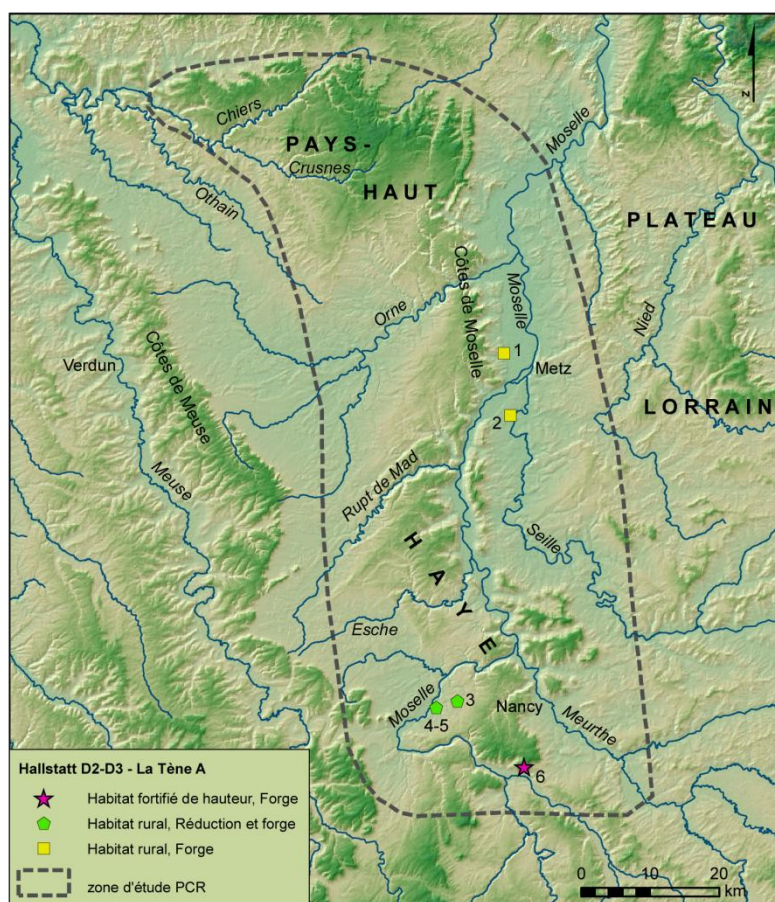 N
Chiers
PAYS-
Crusnes
HAUT
Moselle
Othain
PLATEAU
Côtes de Moselle
Moselle
Nied
Orne
Verdun
Côtes de Meuse
1
Metz
LORRAIN
2
Meuse
Rupt de Mad
HAYE
Seille
Esche
Moselle
3
4-5
Nancy
Meurthe
6
Hallstatt D2-D3 - La Tène A
Habitat fortifié de hauteur, Forge
Habitat rural, Réduction et forge
Habitat rural, Forge
zone d'étude PCR
0 10 20
km